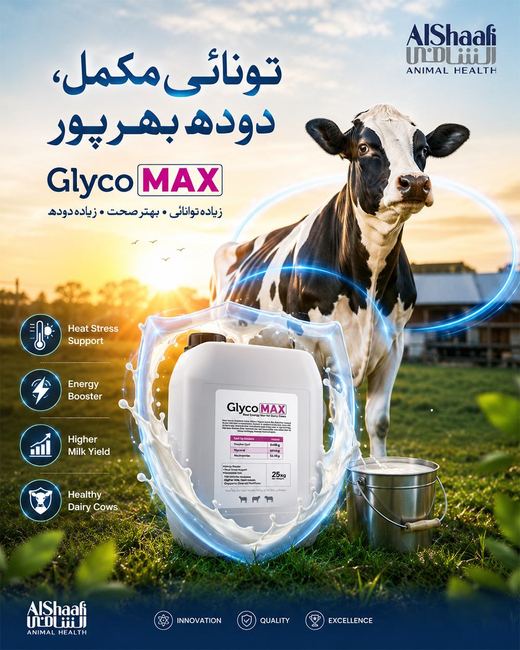 AlShaafi
الشافی
ANIMAL HEALTH
تونائی مکمل،
دودھ بھرپور
Glyco MAX
زیادہ توانائی • بہتر صحت • زیادہ دودھ
Heat Stress
Support
Energy
Booster
Higher
Milk Yield
Healthy
Dairy Cows
Glyco MAX
25KG
AlShaafi
الشافی
ANIMAL HEALTH
INNOVATION
QUALITY
EXCELLENCE